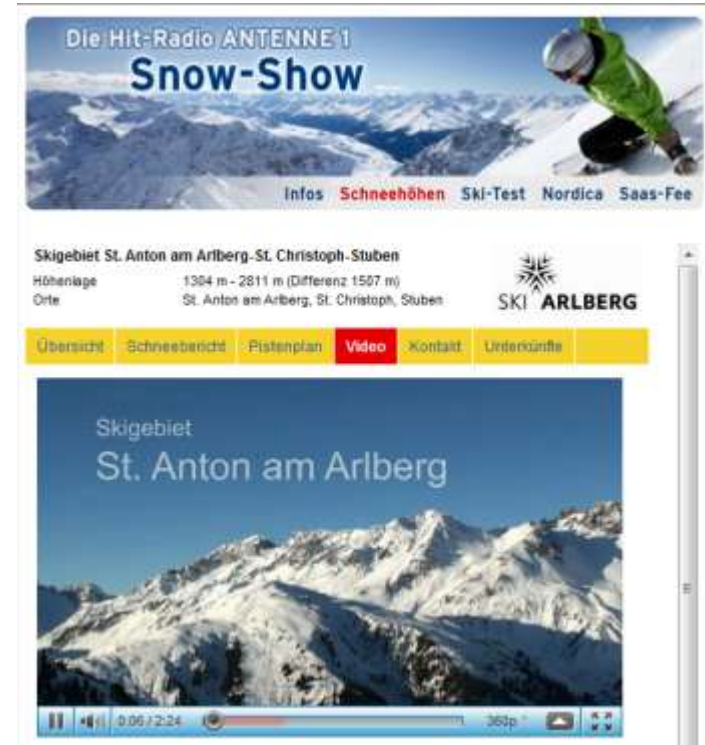 Die Hit-Radio ANTENNE 1
Snow-Show
Infos Schneehöhen Ski-Test Nordica Saas-Fee
Skigebiet St. Anton am Arlberg-St. Christoph-Stuben
Höhenlage 1304 m - 2811 m (Differenz 1507 m)
Orte St. Anton am Arlberg, St. Christoph, Stuben
SKI ARLBERG
Übersicht Schneebericht Pistenplan Video Kontakt Unterkünfte
Skigebiet
St. Anton am Arlberg
0:06 / 2:24 360p